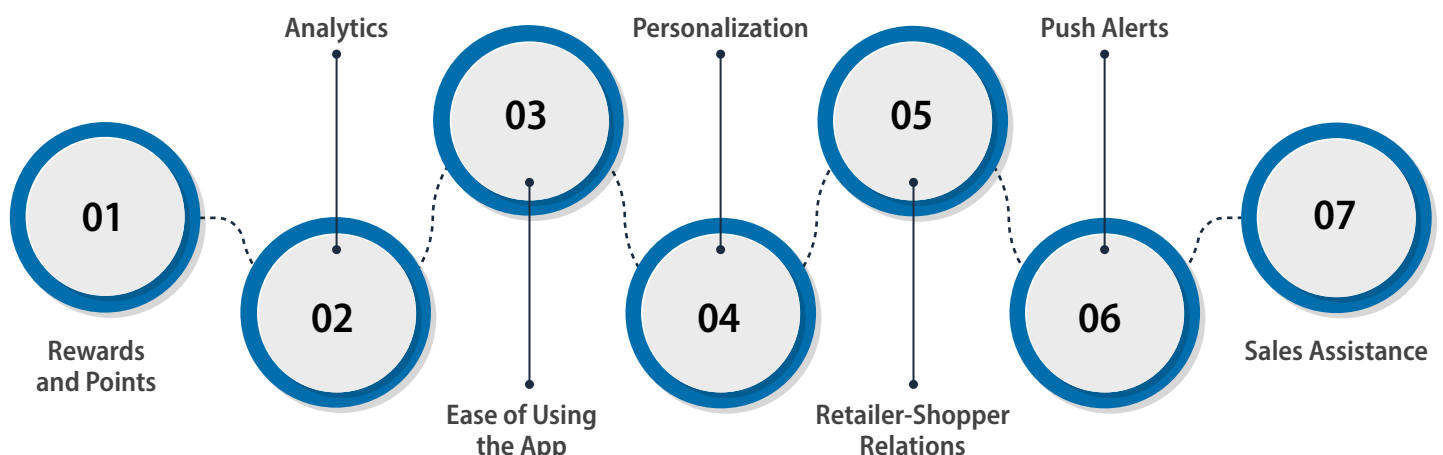 01
Rewards
and Points
Analytics
02
03
Ease of Using
the App
Personalization
04
05
Retailer-Shopper
Relations
Push Alerts
06
07
Sales Assistance